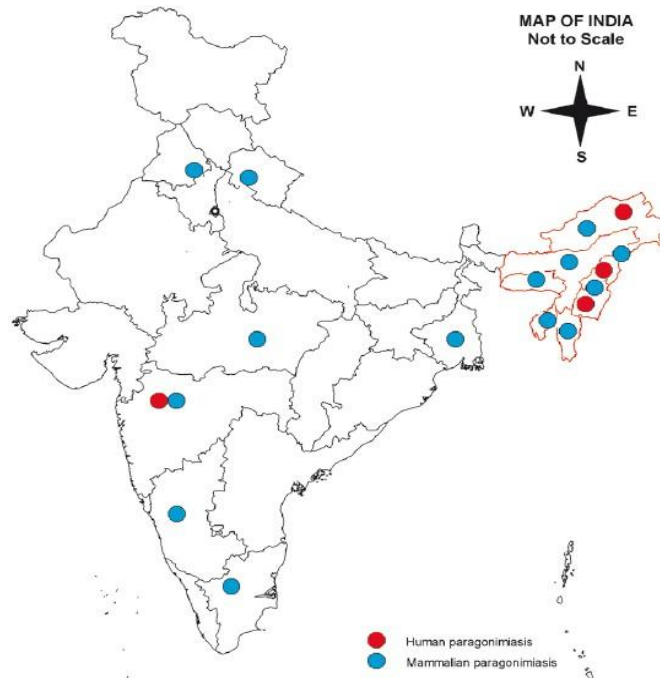 MAP OF INDIA
Not to Scale
N
W
E
S
Human paragonimiasis
Mammalian paragonimiasis